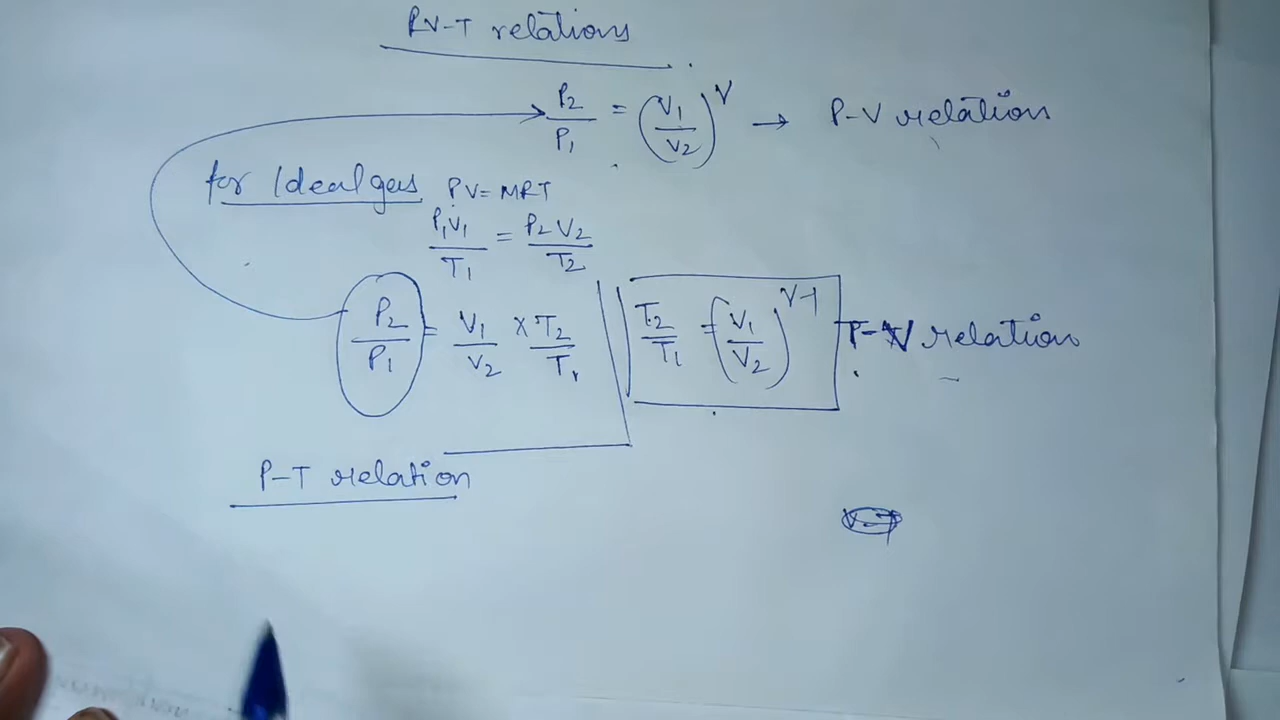 PV-T relations
P2/P1 = (V1/V2)^γ → P-V relation
for Ideal gas PV = MRT
P1V1/T1 = P2V2/T2
P2/P1 = V1/V2 × T2/T1
T2/T1 = (V1/V2)^γ-1 T-V relation
P-T relation